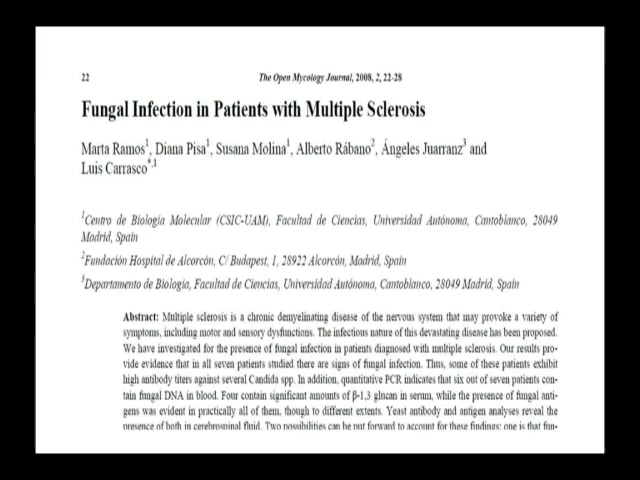 22
The Open Mycology Journal, 2008, 2, 22-28
Fungal Infection in Patients with Multiple Sclerosis
Marta Ramos1, Diana Pisa1, Susana Molina1, Alberto Rábano2, Ángeles Juarranz3 and
Luis Carrasco*,1
1Centro de Biología Molecular (CSIC-UAM), Facultad de Ciencias, Universidad Autónoma, Cantoblanco, 28049
Madrid, Spain
2Fundación Hospital de Alcorcón, C/ Budapest, 1, 28922 Alcorcón, Madrid, Spain
3Departamento de Biología, Facultad de Ciencias, Universidad Autónoma, Cantoblanco, 28049 Madrid, Spain
Abstract: Multiple sclerosis is a chronic demyelinating disease of the nervous system that may provoke a variety of
symptoms, including motor and sensory dysfunctions. The infectious nature of this devastating disease has been proposed.
We have investigated for the presence of fungal infection in patients diagnosed with multiple sclerosis. Our results pro-
vide evidence that in all seven patients studied there are signs of fungal infection. Thus, some of these patients exhibit
high antibody titers against several Candida spp. In addition, quantitative PCR indicates that six out of seven patients con-
tain fungal DNA in blood. Four contain significant amounts of β-1,3 glucan in serum, while the presence of fungal anti-
gens was evident in practically all of them, though to different extents. Yeast antibody and antigen analyses reveal the
presence of both in cerebrospinal fluid. Two possibilities can be put forward to account for these findings: one is that fun-